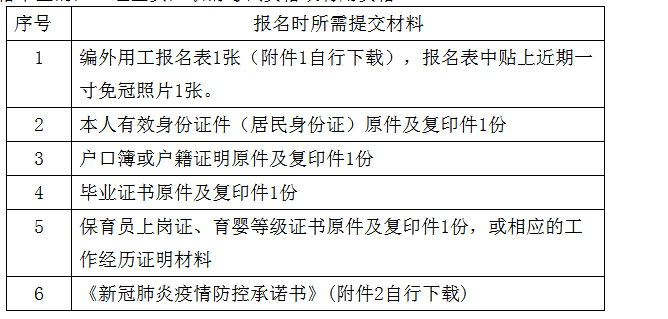 序号 报名时所需提交材料
1 编外用工报名表1张（附件1自行下载），报名表中贴上近期一
寸免冠照片1张。
2 本人有效身份证件（居民身份证）原件及复印件1份
3 户口簿或户籍证明原件及复印件1份
4 毕业证书原件及复印件1份
5 保育员上岗证、育婴等级证书原件及复印件1份，或相应的工
作经历证明材料
6 《新冠肺炎疫情防控承诺书》(附件2自行下载)